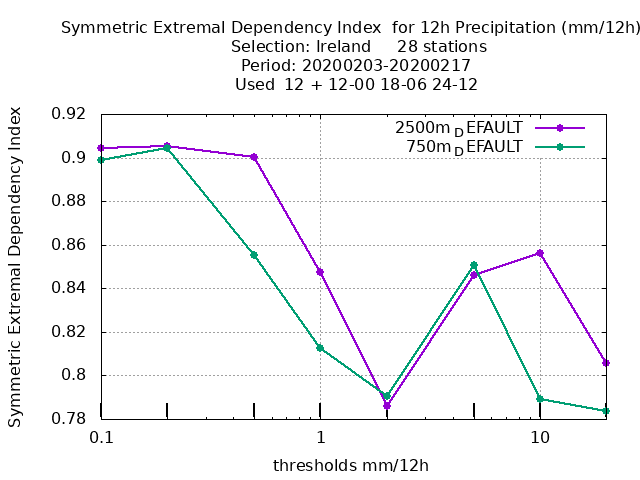 Symmetric Extremal Dependency Index  for 12h Precipitation (mm/12h)
Selection: Ireland     28 stations
Period: 20200203-20200217
Used  12 + 12-00 18-06 24-12
Symmetric Extremal Dependency Index
2500m_DEFAULT
750m_DEFAULT
0.92
0.9
0.88
0.86
0.84
0.82
0.8
0.78
0.1 1 10
thresholds mm/12h